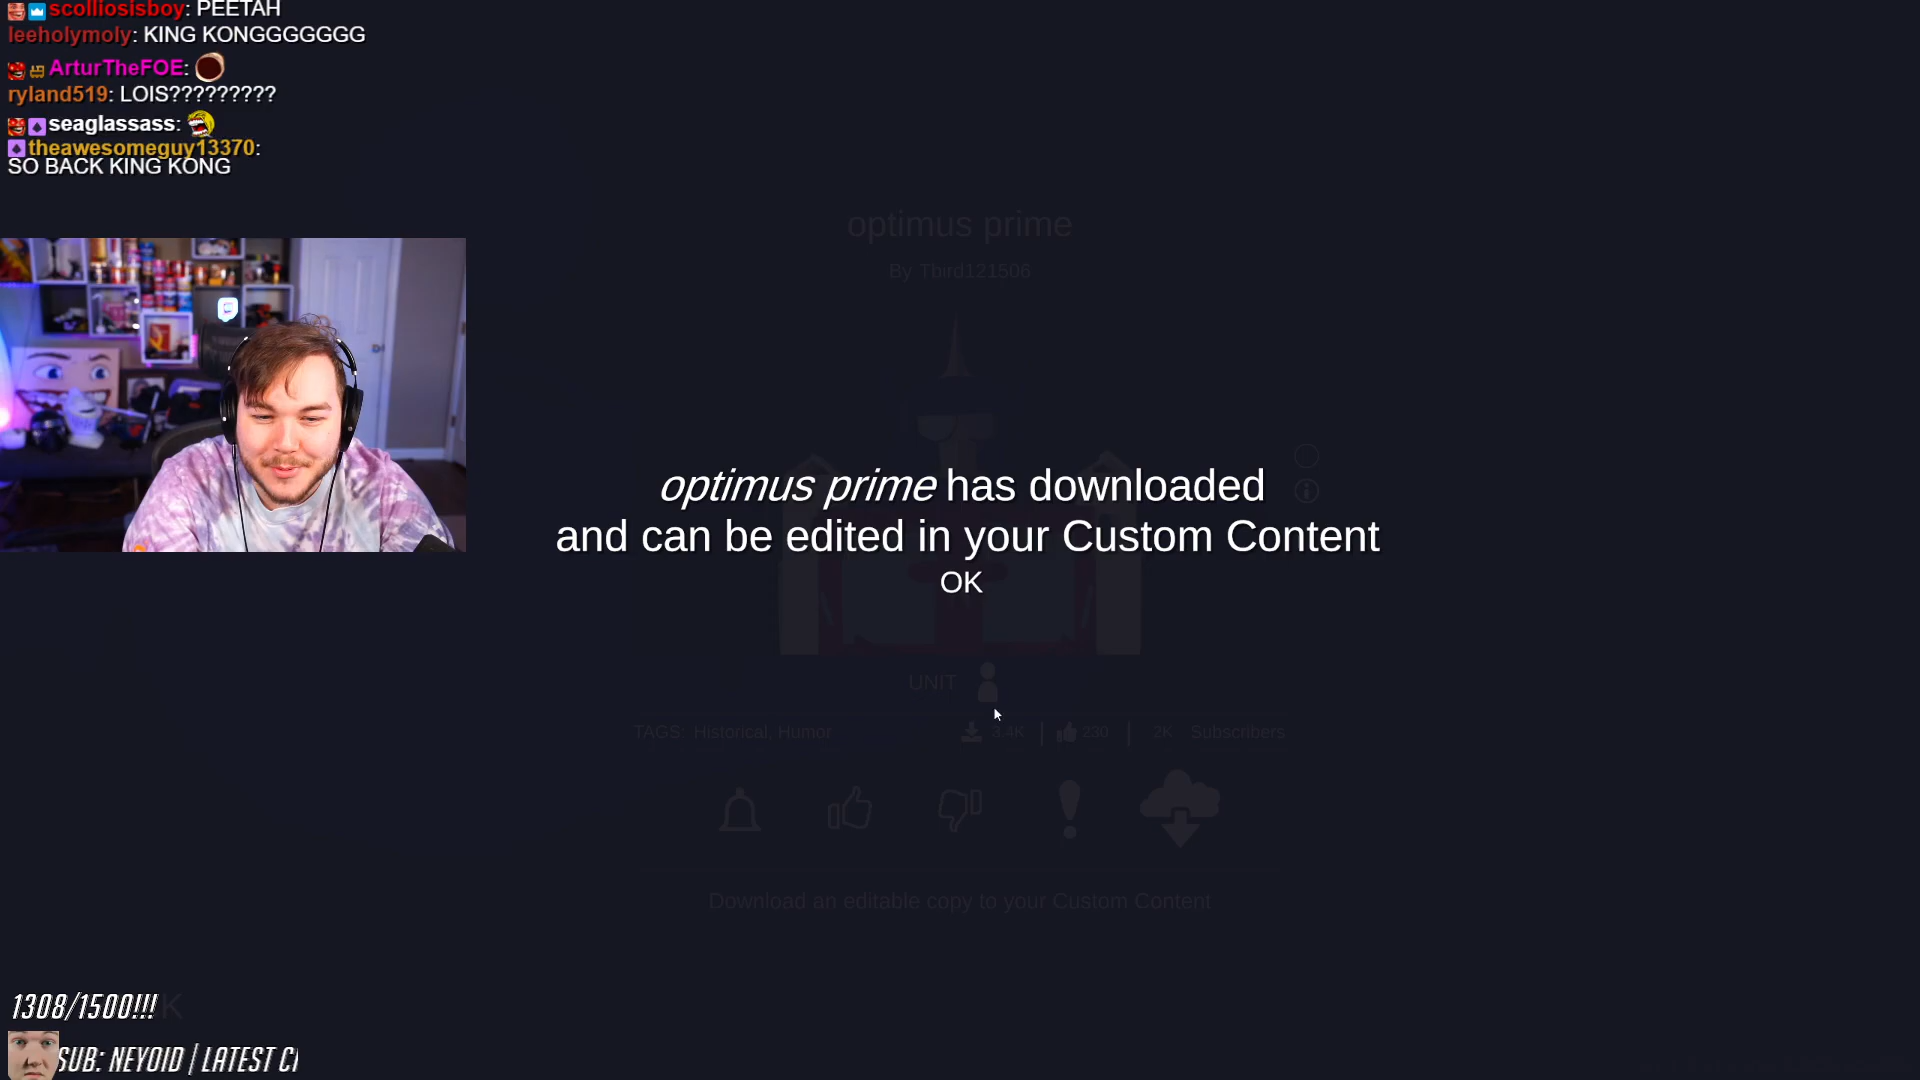 scolliosisboy: PEETAH
leeholymoly: KING KONGGGGGGG
ArturTheFOE:
ryland519: LOIS?????????
seaglassass:
theawesomeguy13370:
SO BACK KING KONG
optimus prime
By Tbird121506
optimus prime has downloaded
and can be edited in your Custom Content
OK
UNIT
TAGS: Historical, Humor
3.4K | 230 | 2K Subscribers
Download an editable copy to your Custom Content
1308/1500!!!
SUB: NEYOID | LATEST